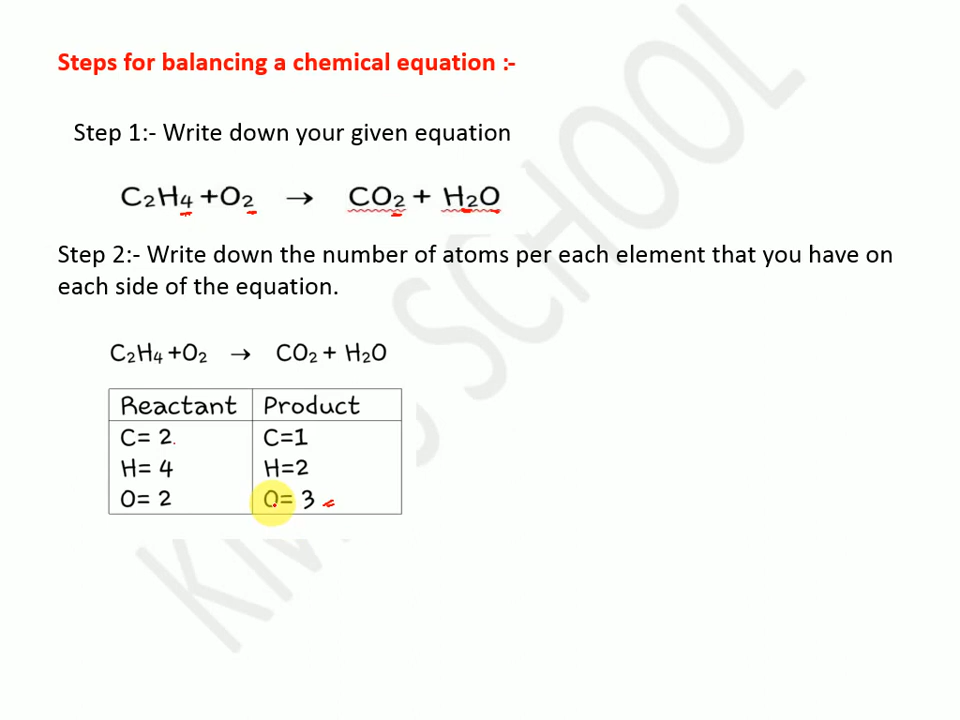 Steps for balancing a chemical equation :-
Step 1:- Write down your given equation
C₂H₄ +O₂ → CO₂ + H₂O
Step 2:- Write down the number of atoms per each element that you have on
each side of the equation.
C₂H₄ +O₂ → CO₂ + H₂O
Reactant Product
C= 2 C=1
H= 4 H=2
O= 2 O= 3
SCHOOL